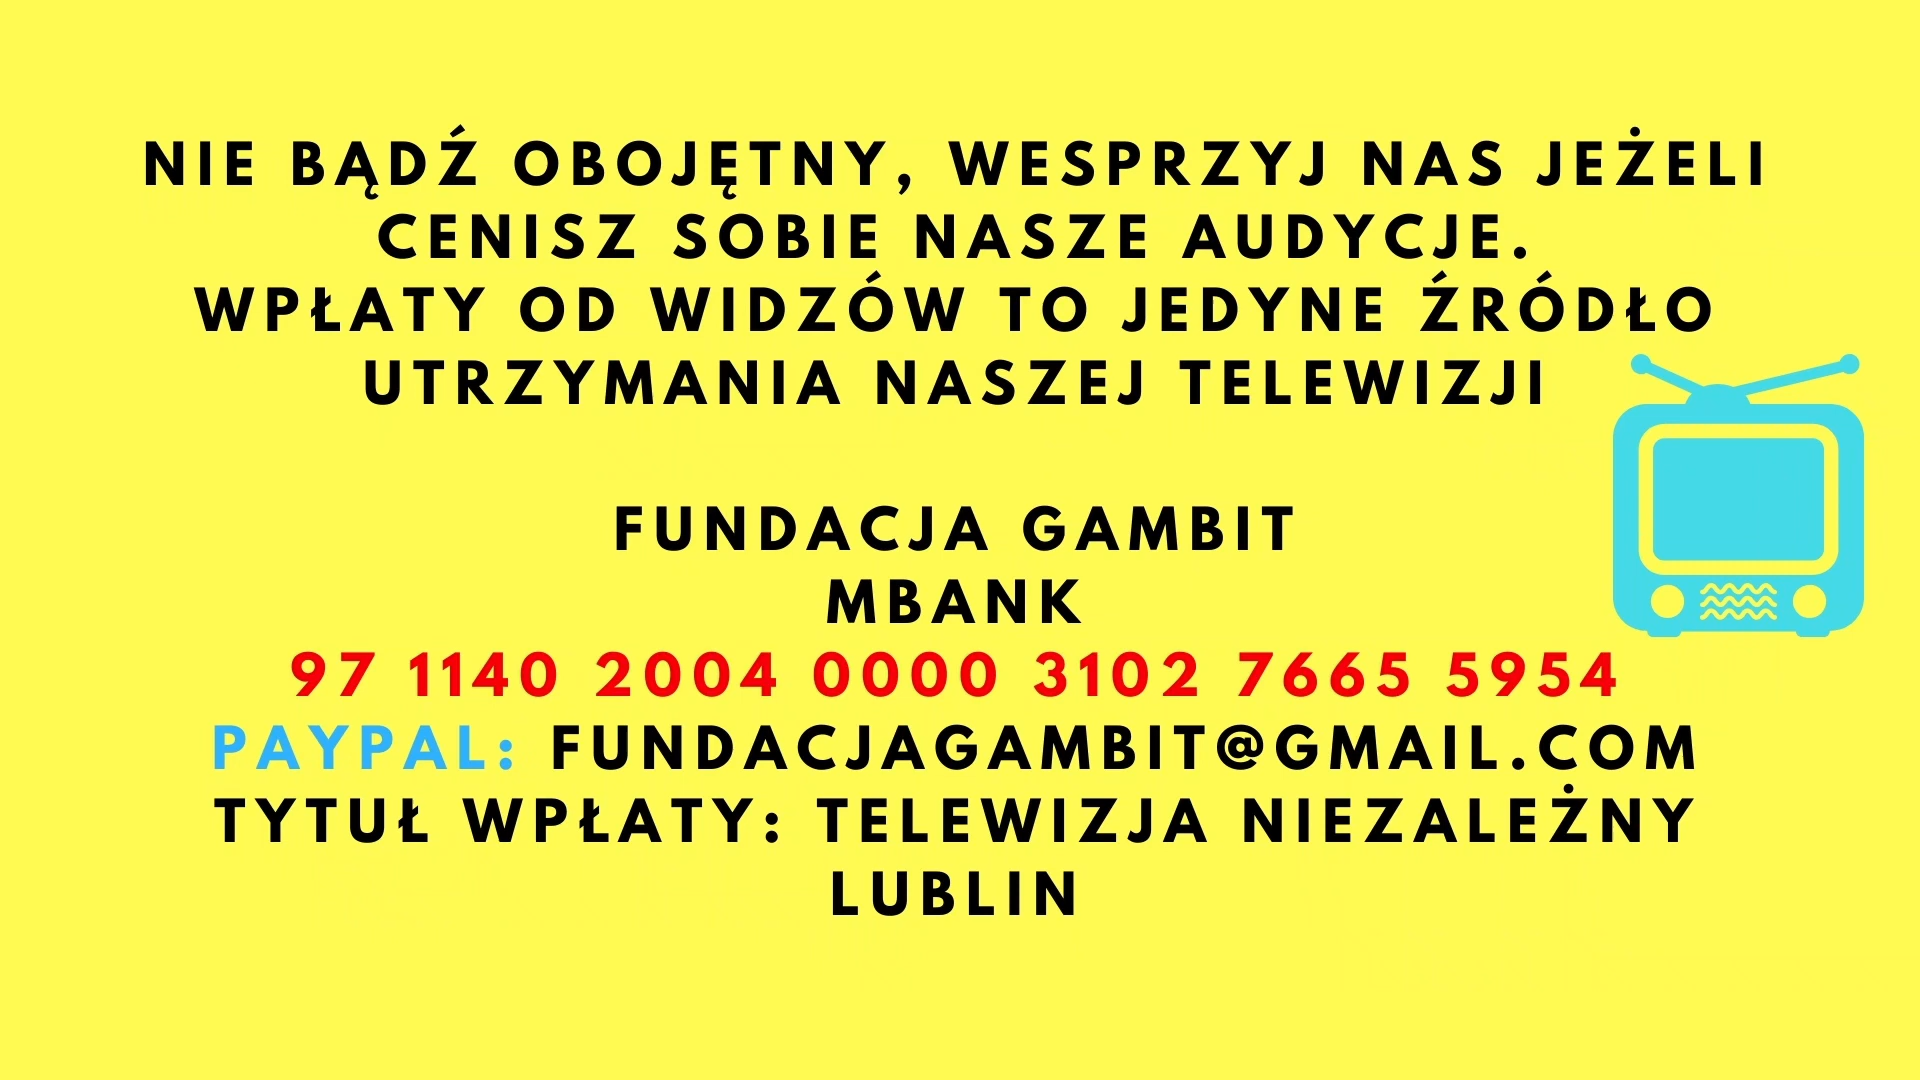 NIE BĄDŹ OBOJĘTNY, WESPRZYJ NAS JEŻELI
CENISZ SOBIE NASZE AUDYCJE.
WPŁATY OD WIDZÓW TO JEDYNE ŹRÓDŁO
UTRZYMANIA NASZEJ TELEWIZJI
FUNDACJA GAMBIT
MBANK
97 1140 2004 0000 3102 7665 5954
PAYPAL: FUNDACJAGAMBIT@GMAIL.COM
TYTUŁ WPŁATY: TELEWIZJA NIEZALEŻNY
LUBLIN